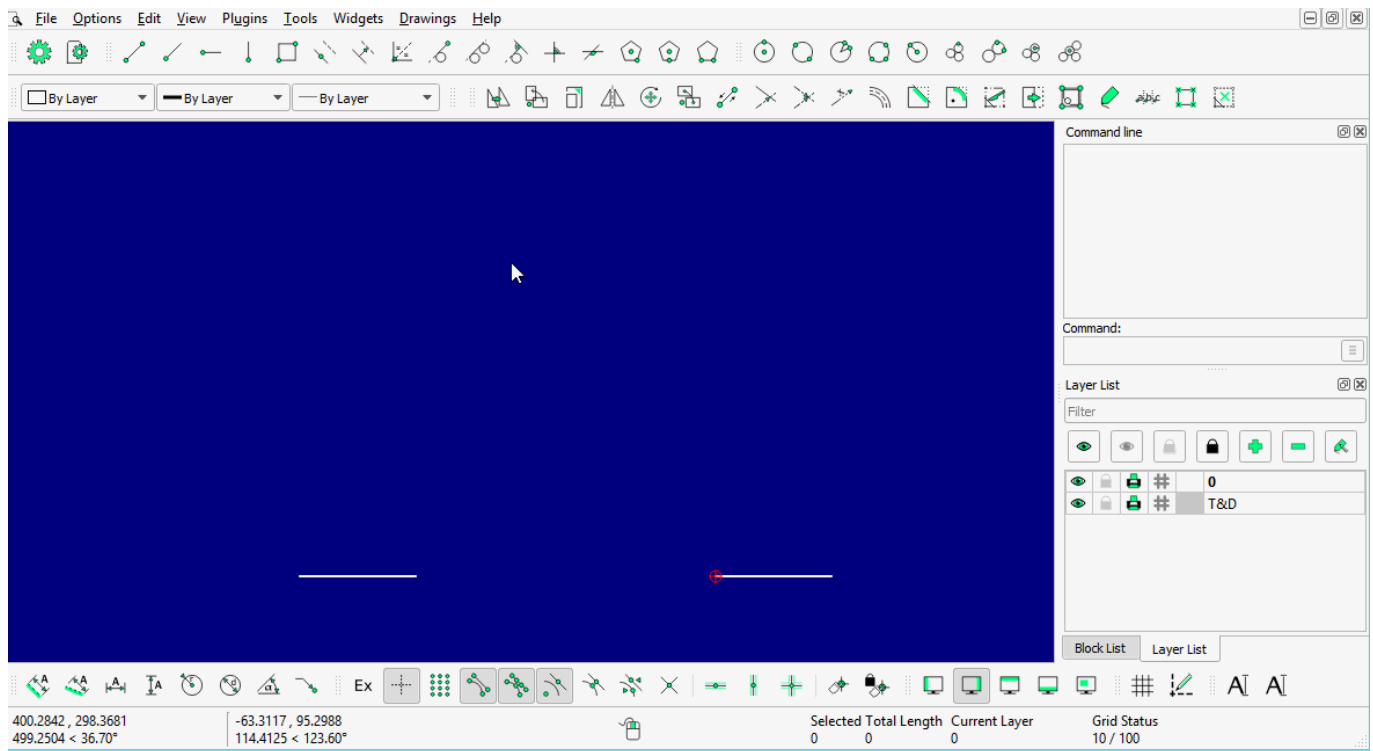 File Options Edit View Plugins Tools Widgets Drawings Help
By Layer By Layer By Layer
Command line
Command:
Layer List
Filter
0
T&D
Block List Layer List
Ex AI AI
400.2842 , 298.3681 -63.3117 , 95.2988 Selected Total Length Current Layer Grid Status
499.2504 < 36.70° 114.4125 < 123.60° 0 0 0 10 / 100